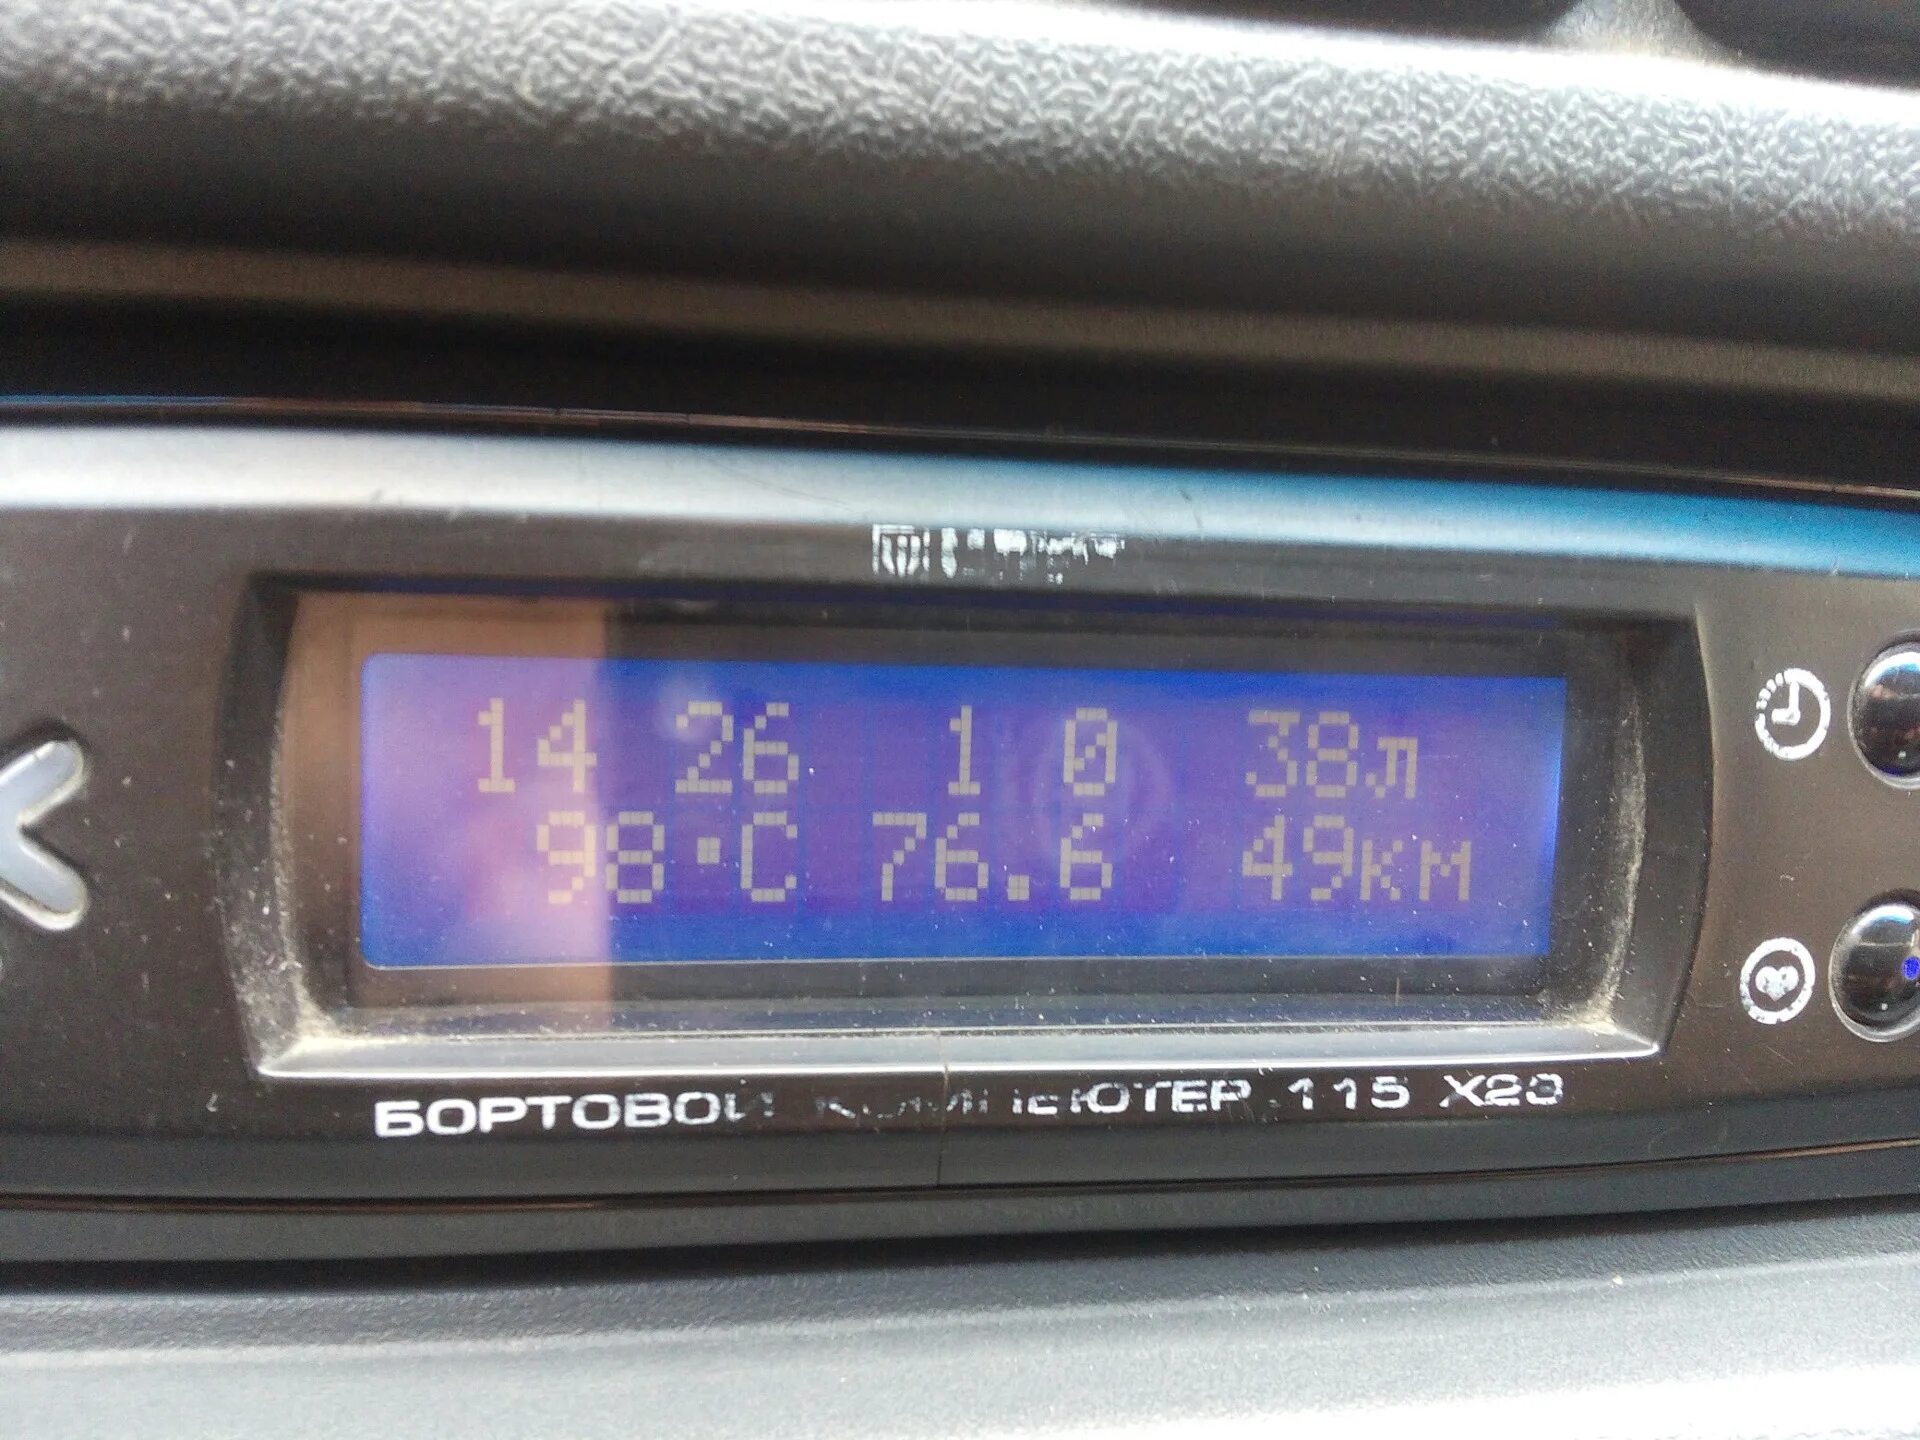 14 26 1 0 38л
98°C 76.6 49км
БОРТОВОЙ КОМПЬЮТЕР 115 X23